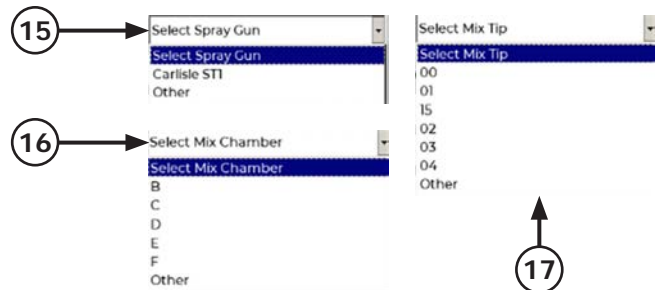 15
Select Spray Gun
Select Spray Gun
Carlisle ST1
Other
16
Select Mix Chamber
Select Mix Chamber
B
C
D
E
F
Other
Select Mix Tip
Select Mix Tip
00
01
15
02
03
04
Other
17